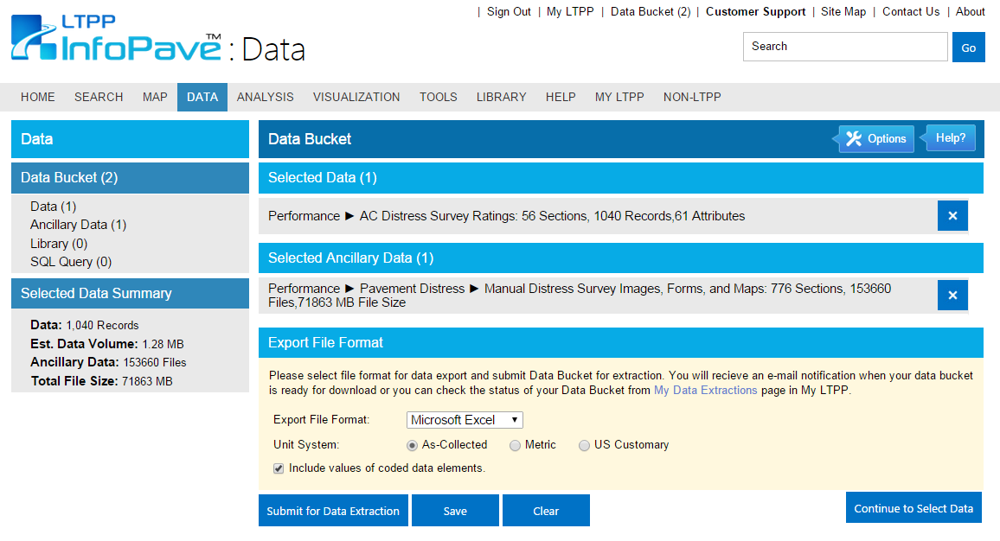 | Sign Out | My LTPP | Data Bucket (2) | Customer Support | Site Map | Contact Us | About
LTPP
InfoPave™ : Data
Search
Go
HOME SEARCH MAP DATA ANALYSIS VISUALIZATION TOOLS LIBRARY HELP MY LTPP NON-LTPP
Data
Data Bucket (2)
Data (1)
Ancillary Data (1)
Library (0)
SQL Query (0)
Selected Data Summary
Data: 1,040 Records
Est. Data Volume: 1.28 MB
Ancillary Data: 153660 Files
Total File Size: 71863 MB
Data Bucket
Options
Help?
Selected Data (1)
Performance ► AC Distress Survey Ratings: 56 Sections, 1040 Records,61 Attributes
Selected Ancillary Data (1)
Performance ► Pavement Distress ► Manual Distress Survey Images, Forms, and Maps: 776 Sections, 153660
Files,71863 MB File Size
Export File Format
Please select file format for data export and submit Data Bucket for extraction. You will recieve an e-mail notification when your data bucket
is ready for download or you can check the status of your Data Bucket from My Data Extractions page in My LTPP.
Export File Format: Microsoft Excel
Unit System: As-Collected Metric US Customary
Include values of coded data elements.
Submit for Data Extraction Save Clear Continue to Select Data